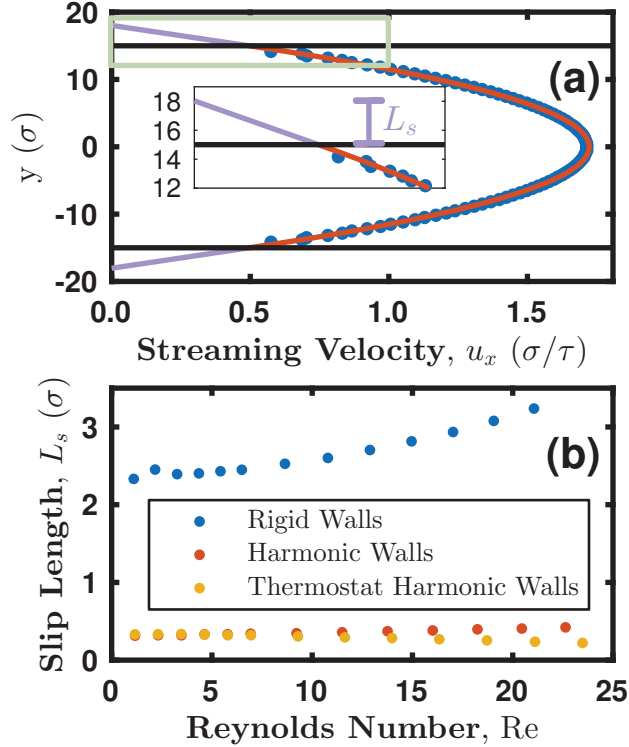 20
10
0
-10
-20
y (σ)
(a)
18
16
14
12
L_s
0.0 0.5 1.0 1.5
Streaming Velocity, u_x (σ/τ)
3
2
1
0
Slip Length, L_s (σ)
(b)
Rigid Walls
Harmonic Walls
Thermostat Harmonic Walls
0 5 10 15 20 25
Reynolds Number, Re